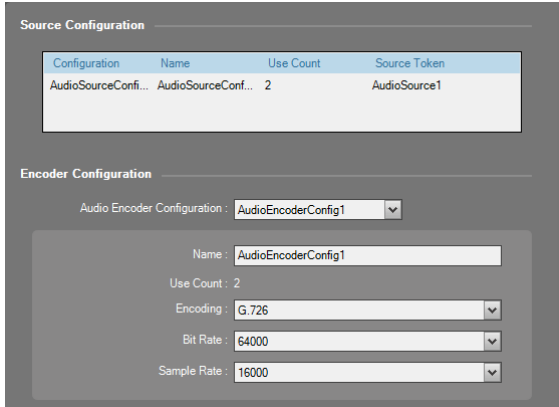 Source Configuration
Configuration Name Use Count Source Token
AudioSourceConfi... AudioSourceConf... 2 AudioSource1
Encoder Configuration
Audio Encoder Configuration : AudioEncoderConfig1
Name : AudioEncoderConfig1
Use Count : 2
Encoding : G.726
Bit Rate : 64000
Sample Rate : 16000